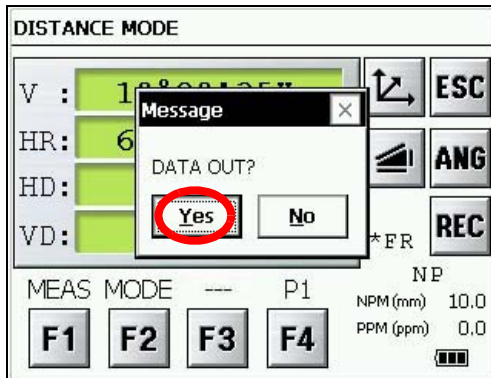 DISTANCE MODE
V :
ESC
Message
HR: 6
DATA OUT?
ANG
HD:
Yes No
VD:
*FR
REC
NP
MEAS MODE --- P1
NPM (mm) 10.0
F1 F2 F3 F4
PPM (ppm) 0.0